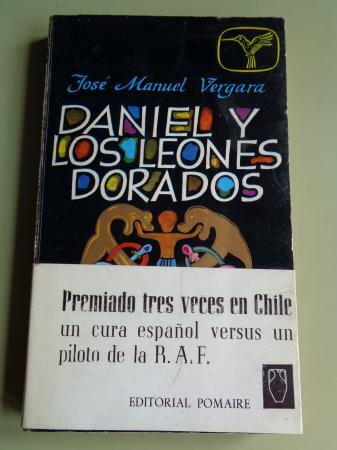 José Manuel Vergara
DANIEL Y
LOS LEONES
DORADOS
Premiado tres veces en Chile
un cura español versus un
piloto de la R. A. F.
EDITORIAL POMAIRE